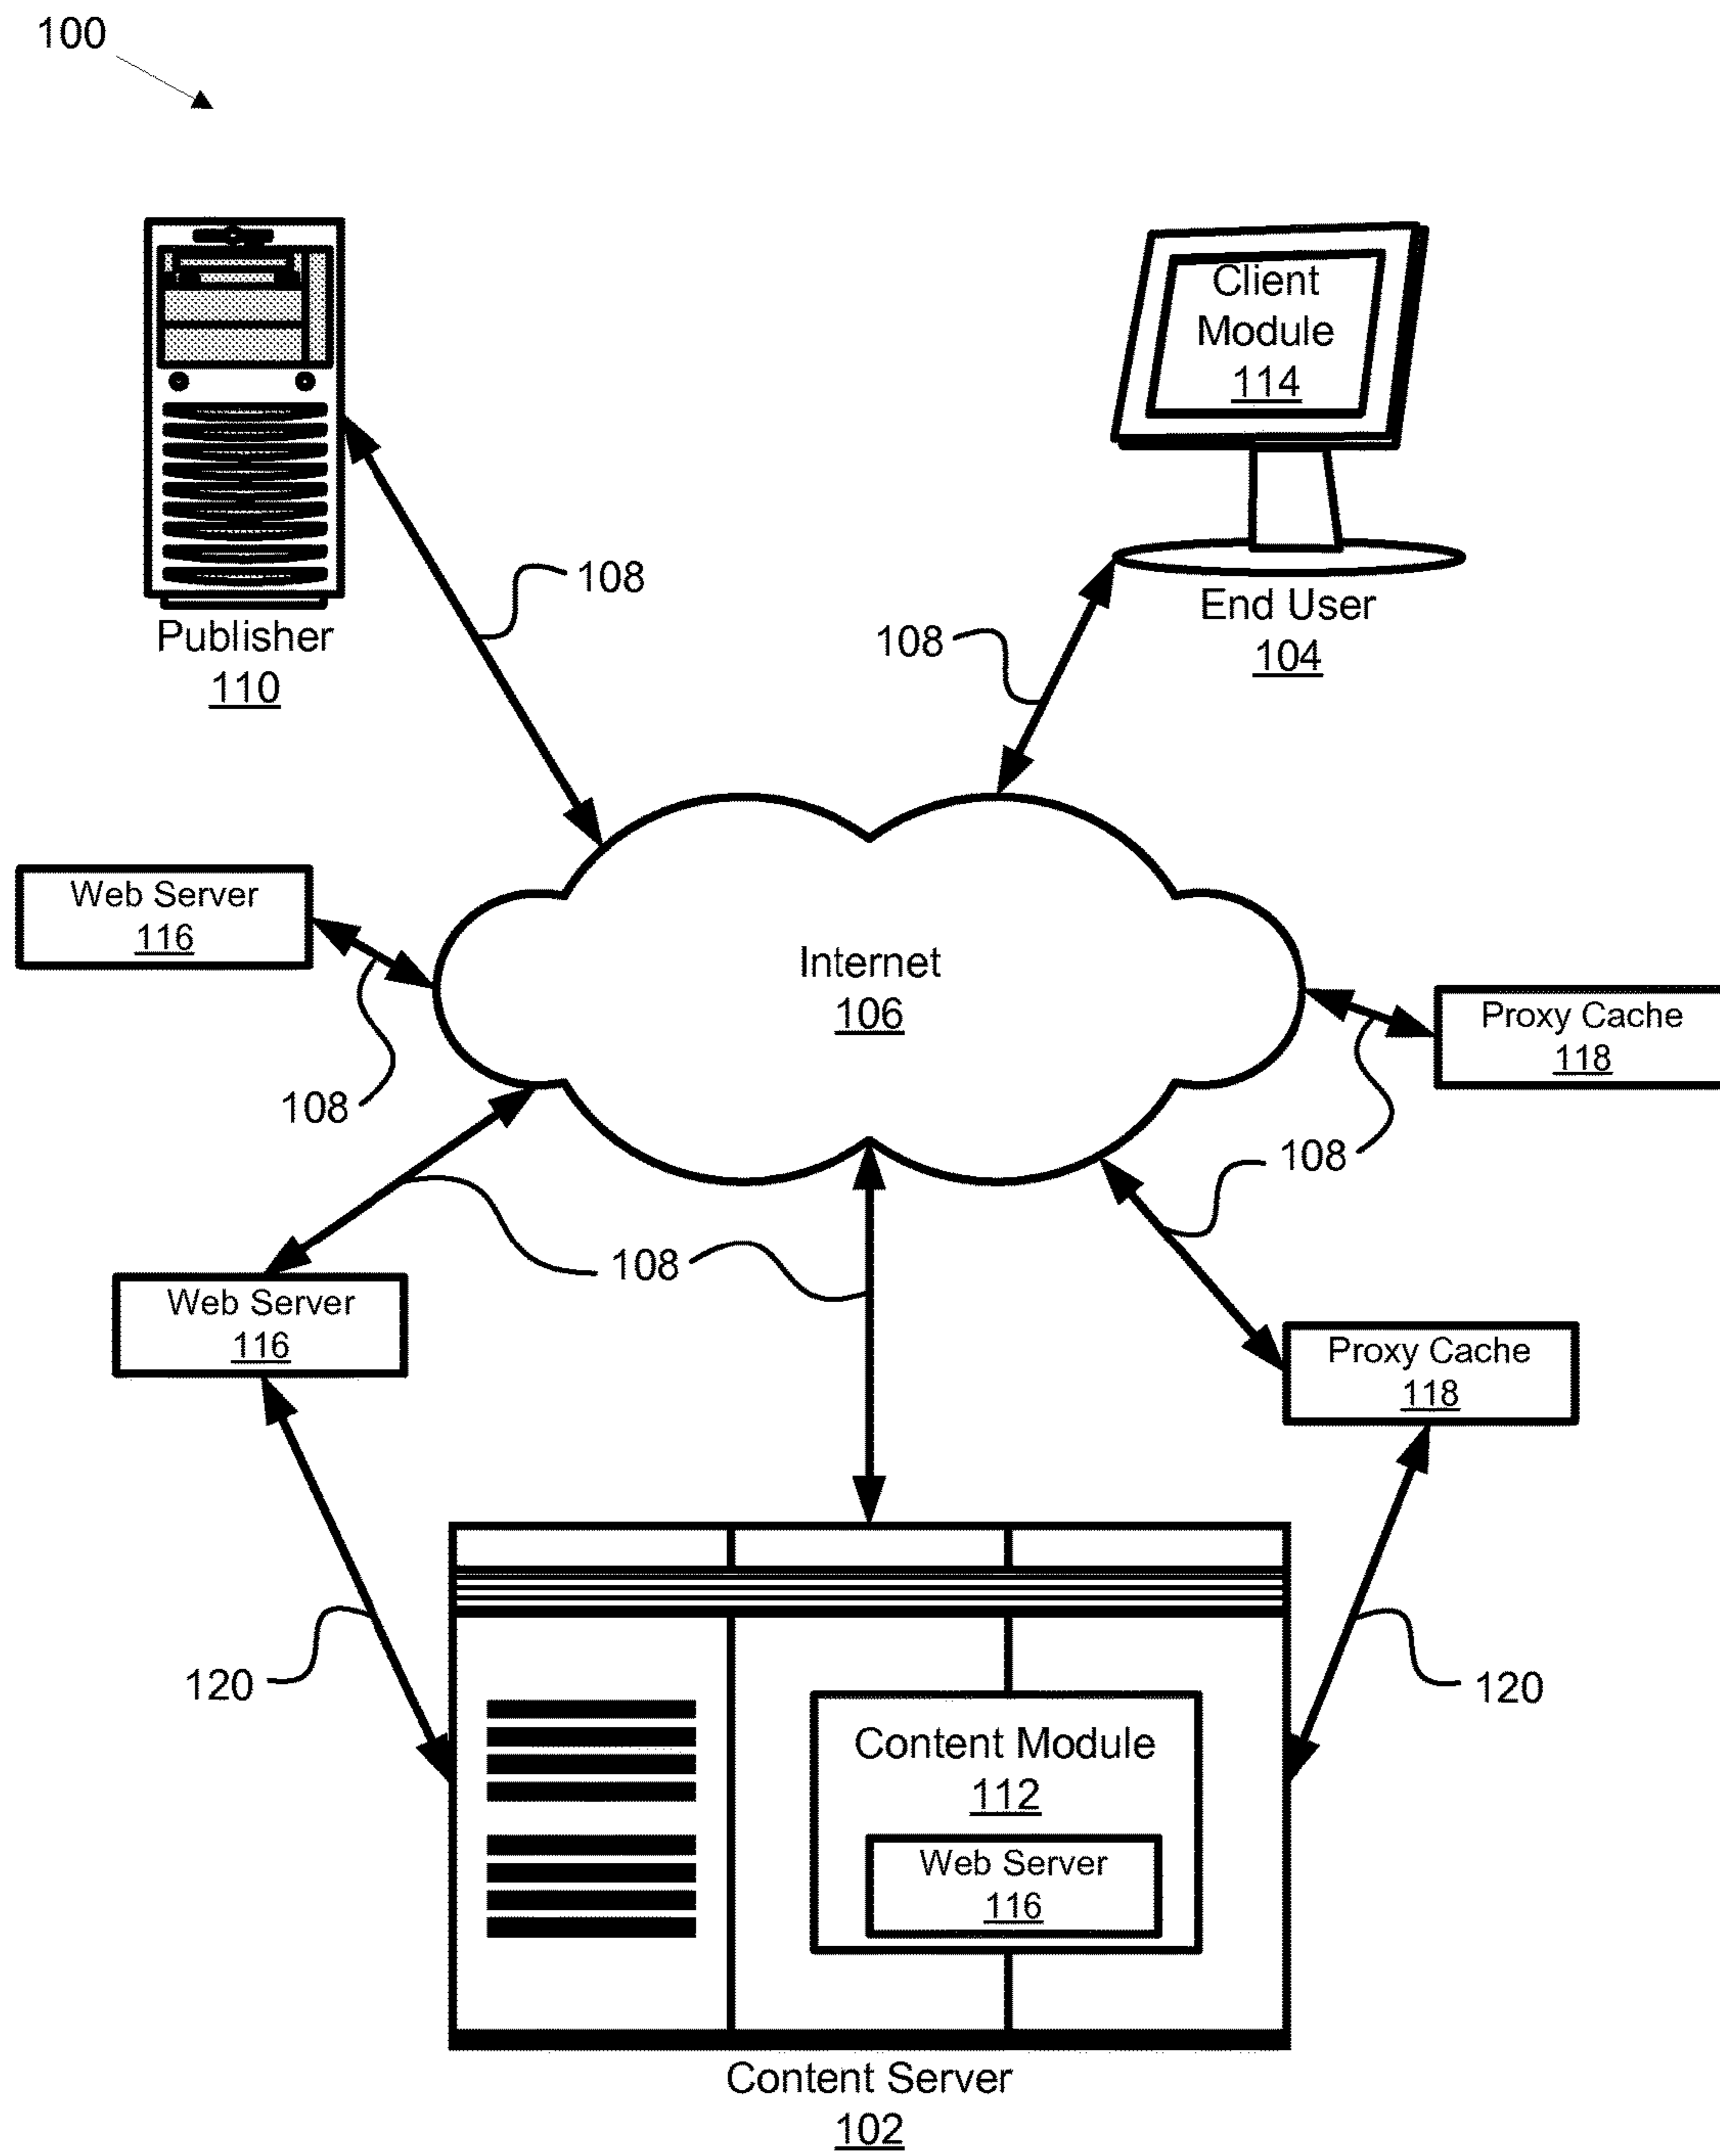 100
Client
Module
114
108
End User
104
Publisher
110
108
Web Server
116
Internet
106
Proxy Cache
118
108
108
108
Web Server
116
Proxy Cache
118
120
120
Content Module
112
Web Server
116
Content Server
102